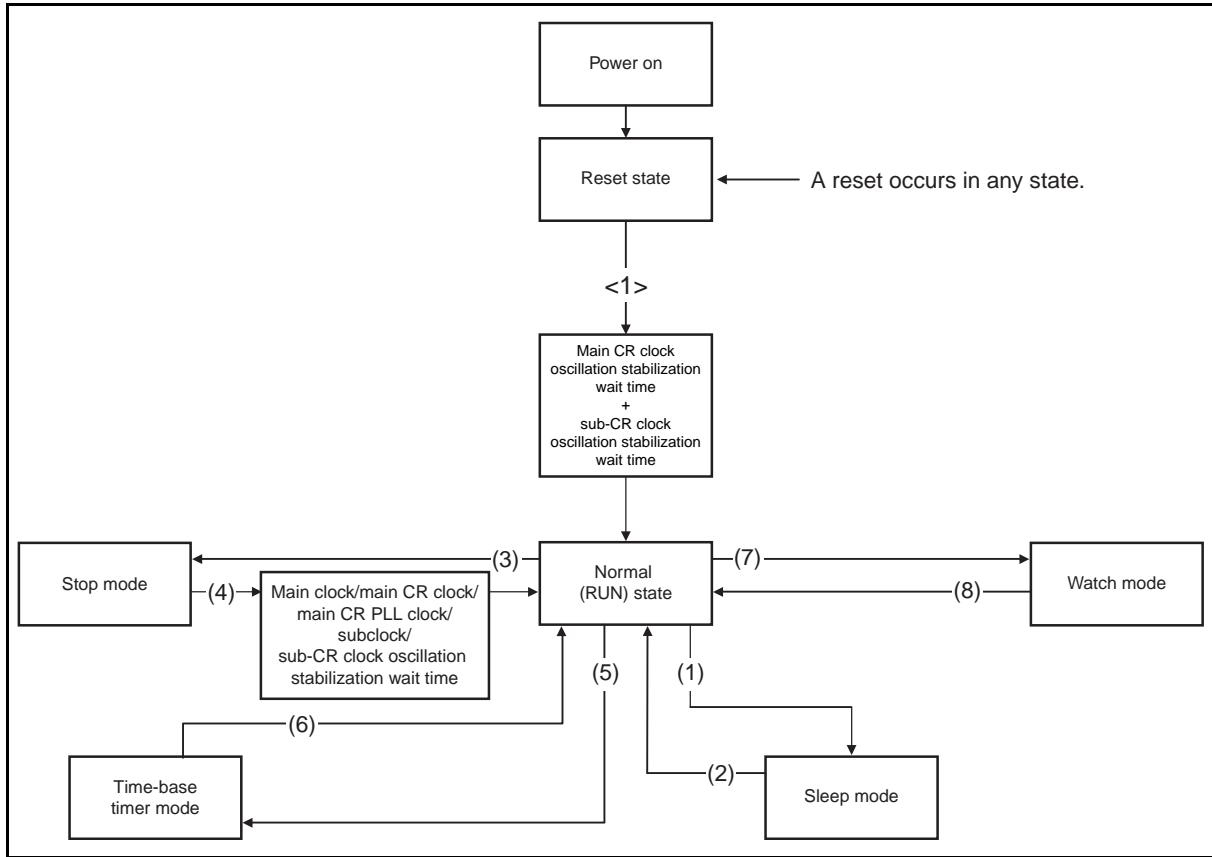 Power on
Reset state
A reset occurs in any state.
<1>
Main CR clock
oscillation stabilization
wait time
+
sub-CR clock
oscillation stabilization
wait time
Stop mode
(3)
(4)
Main clock/main CR clock/
main CR PLL clock/
subclock/
sub-CR clock oscillation
stabilization wait time
Normal
(RUN) state
(7)
(8)
Watch mode
(5)
(1)
(6)
(2)
Time-base
timer mode
Sleep mode